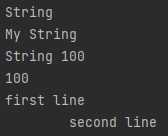 String
My String
String 100
100
first line
        second line